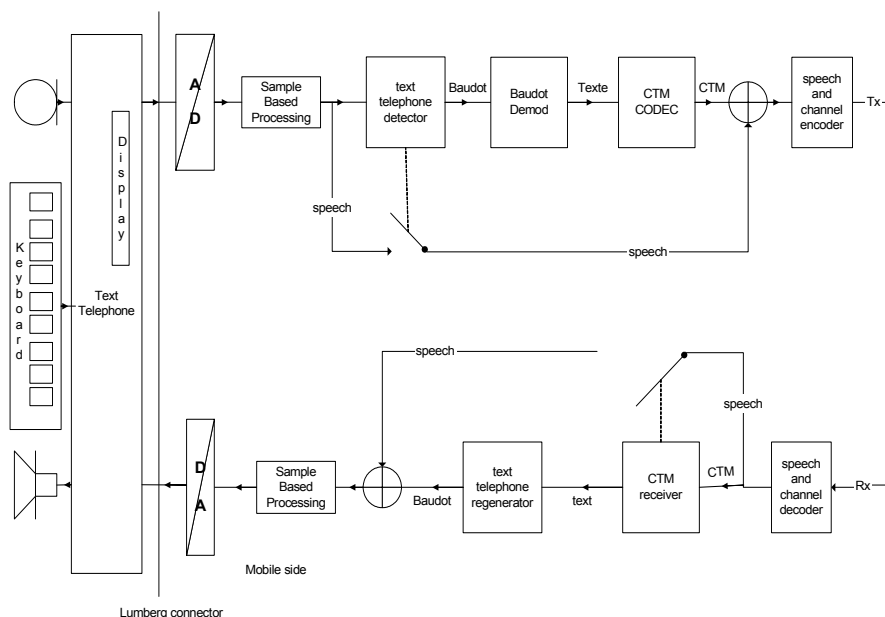 A
D
Sample
Based
Processing
text
telephone
detector
Baudot
Baudot
Demod
Texte
CTM
CODEC
CTM
speech
and
channel
encoder
Tx
Display
speech
speech
Keyboard
Text
Telephone
speech
speech
D
A
Sample
Based
Processing
Baudot
text
telephone
regenerator
text
CTM
receiver
CTM
speech
and
channel
decoder
Rx
Mobile side
Lumberg connector